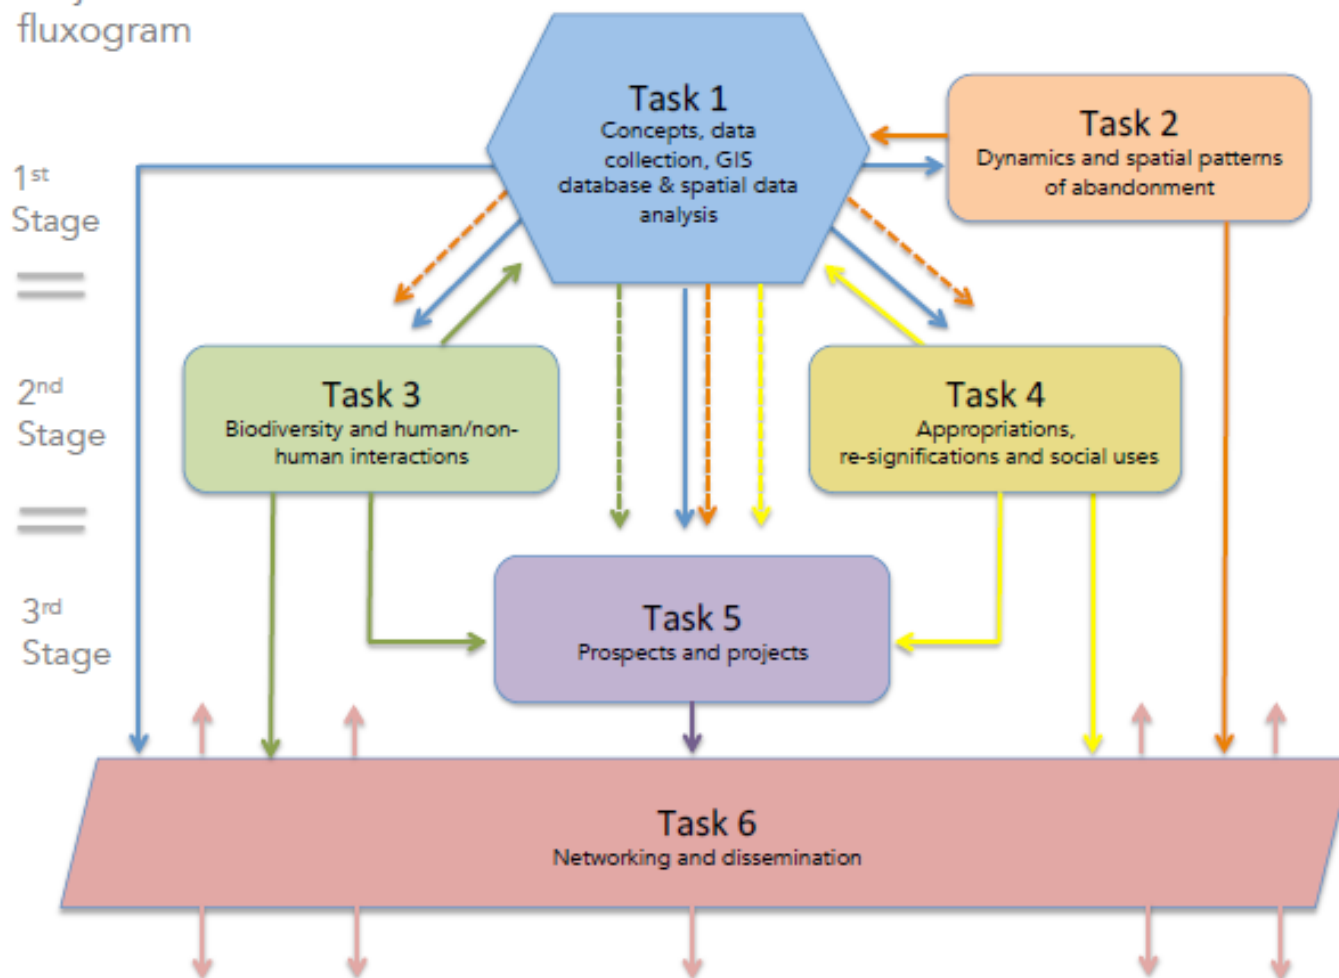 fluxogram
Task 1
Concepts, data
collection, GIS
database & spatial data
analysis
Task 2
Dynamics and spatial patterns
of abandonment
1st
Stage
Task 3
Biodiversity and human/non-
human interactions
Task 4
Appropriations,
re-significations and social uses
2nd
Stage
Task 5
Prospects and projects
3rd
Stage
Task 6
Networking and dissemination